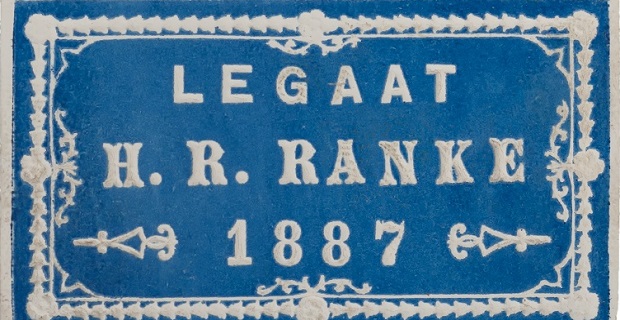 LEGAAT
H. R. RANKE
1887